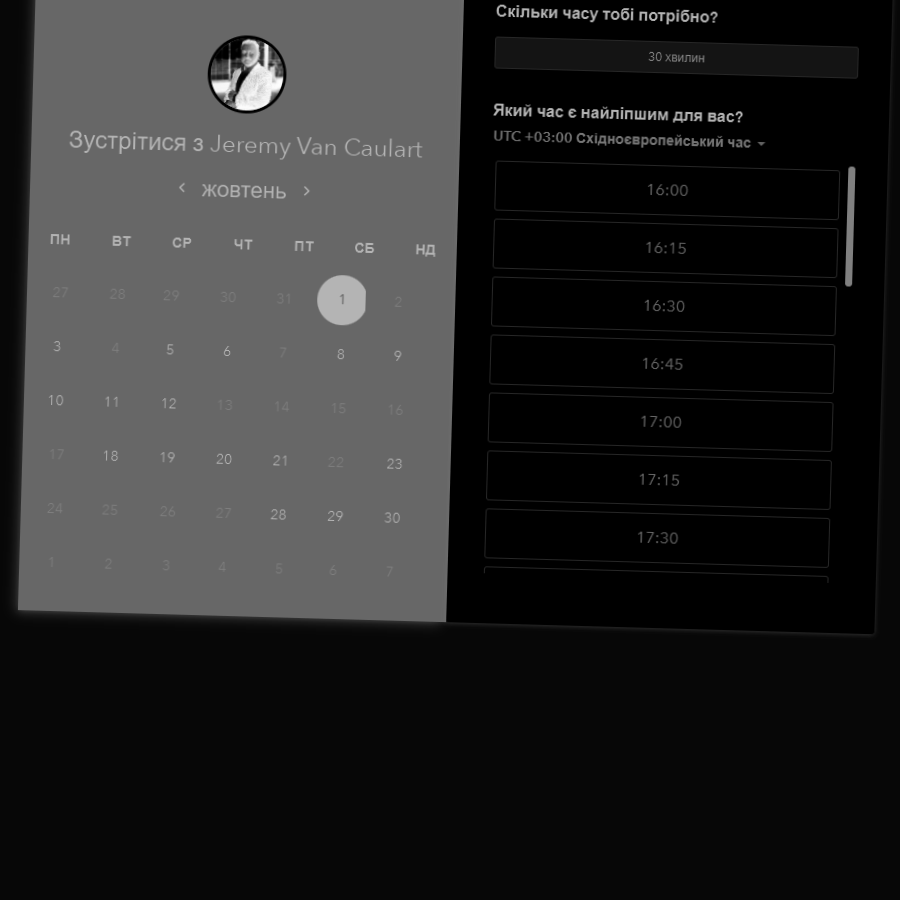 Зустрітися з Jeremy Van Caulart
‹ жовтень ›
ПН ВТ СР ЧТ ПТ СБ НД
27 28 29 30 31 1 2
3 4 5 6 7 8 9
10 11 12 13 14 15 16
17 18 19 20 21 22 23
24 25 26 27 28 29 30
1 2 3 4 5 6 7
Скільки часу тобі потрібно?
30 хвилин
Який час є найліпшим для вас?
UTC +03:00 Східноєвропейський час
16:00
16:15
16:30
16:45
17:00
17:15
17:30